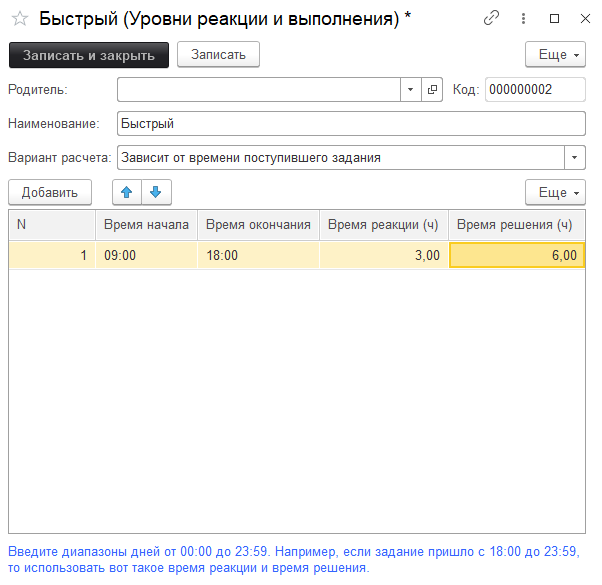 Быстрый (Уровни реакции и выполнения) *
Записать и закрыть Записать Еще
Родитель: Код: 000000002
Наименование: Быстрый
Вариант расчета: Зависит от времени поступившего задания
Добавить Еще
N Время начала Время окончания Время реакции (ч) Время решения (ч)
1 09:00 18:00 3,00 6,00
Введите диапазоны дней от 00:00 до 23:59. Например, если задание пришло с 18:00 до 23:59,
то использовать вот такое время реакции и время решения.